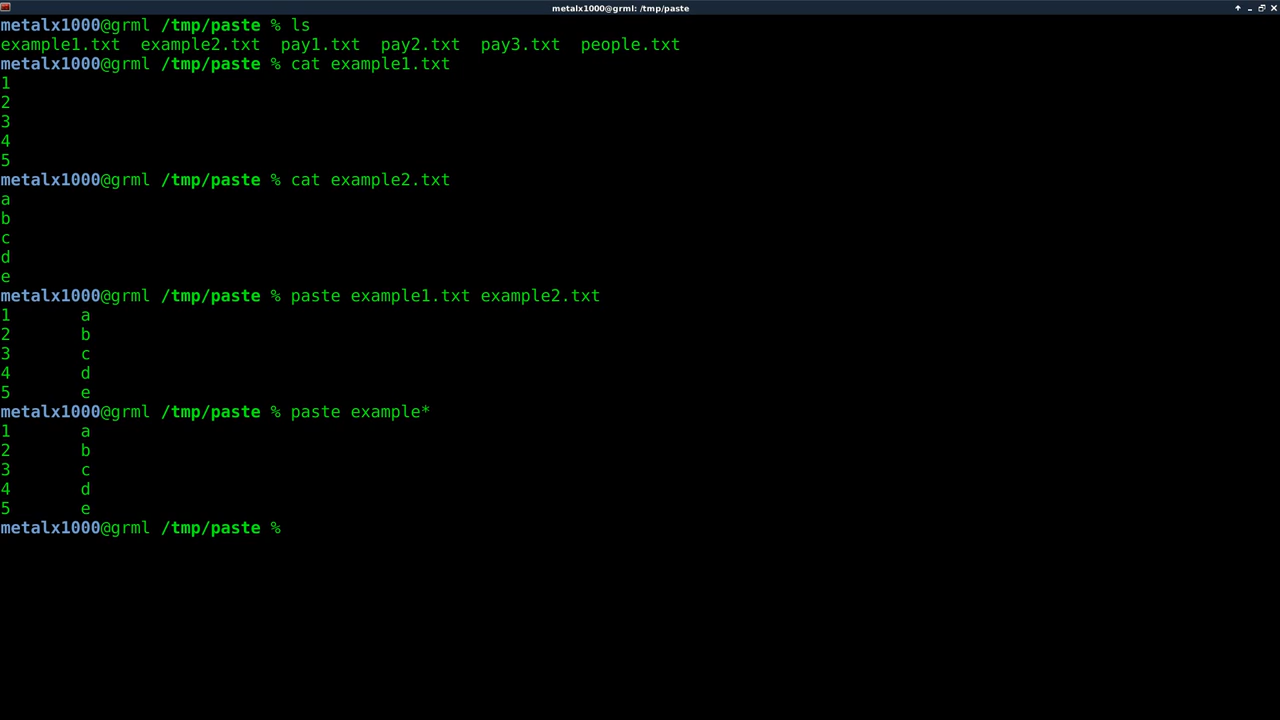 metalx1000@grml: /tmp/paste
metalx1000@grml /tmp/paste % ls
example1.txt  example2.txt  pay1.txt  pay2.txt  pay3.txt  people.txt
metalx1000@grml /tmp/paste % cat example1.txt
1
2
3
4
5
metalx1000@grml /tmp/paste % cat example2.txt
a
b
c
d
e
metalx1000@grml /tmp/paste % paste example1.txt example2.txt
1       a
2       b
3       c
4       d
5       e
metalx1000@grml /tmp/paste % paste example*
1       a
2       b
3       c
4       d
5       e
metalx1000@grml /tmp/paste %